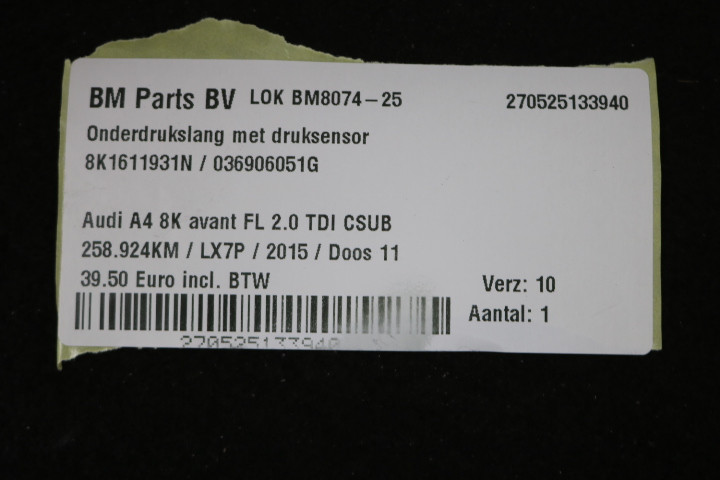 BM Parts BV LOK BM8074-25 270525133940
Onderdrukslang met druksensor
8K1611931N / 036906051G
Audi A4 8K avant FL 2.0 TDI CSUB
258.924KM / LX7P / 2015 / Doos 11
39.50 Euro incl. BTW Verz: 10
Aantal: 1
270525133940